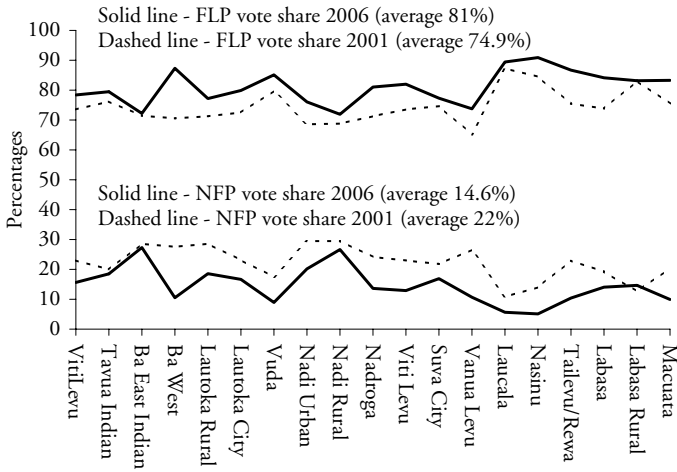 Solid line - FLP vote share 2006 (average 81%)
Dashed line - FLP vote share 2001 (average 74.9%)
100
90
80
70
60
50
40
30
20
10
0
Percentages
Solid line - NFP vote share 2006 (average 14.6%)
Dashed line - NFP vote share 2001 (average 22%)
VitiLevu
Tavua Indian
Ba East Indian
Ba West
Lautoka Rural
Lautoka City
Vuda
Nadi Urban
Nadi Rural
Nadroga
Viti Levu
Suva City
Vanua Levu
Laucala
Nasinu
Tailevu/Rewa
Labasa
Labasa Rural
Macuata